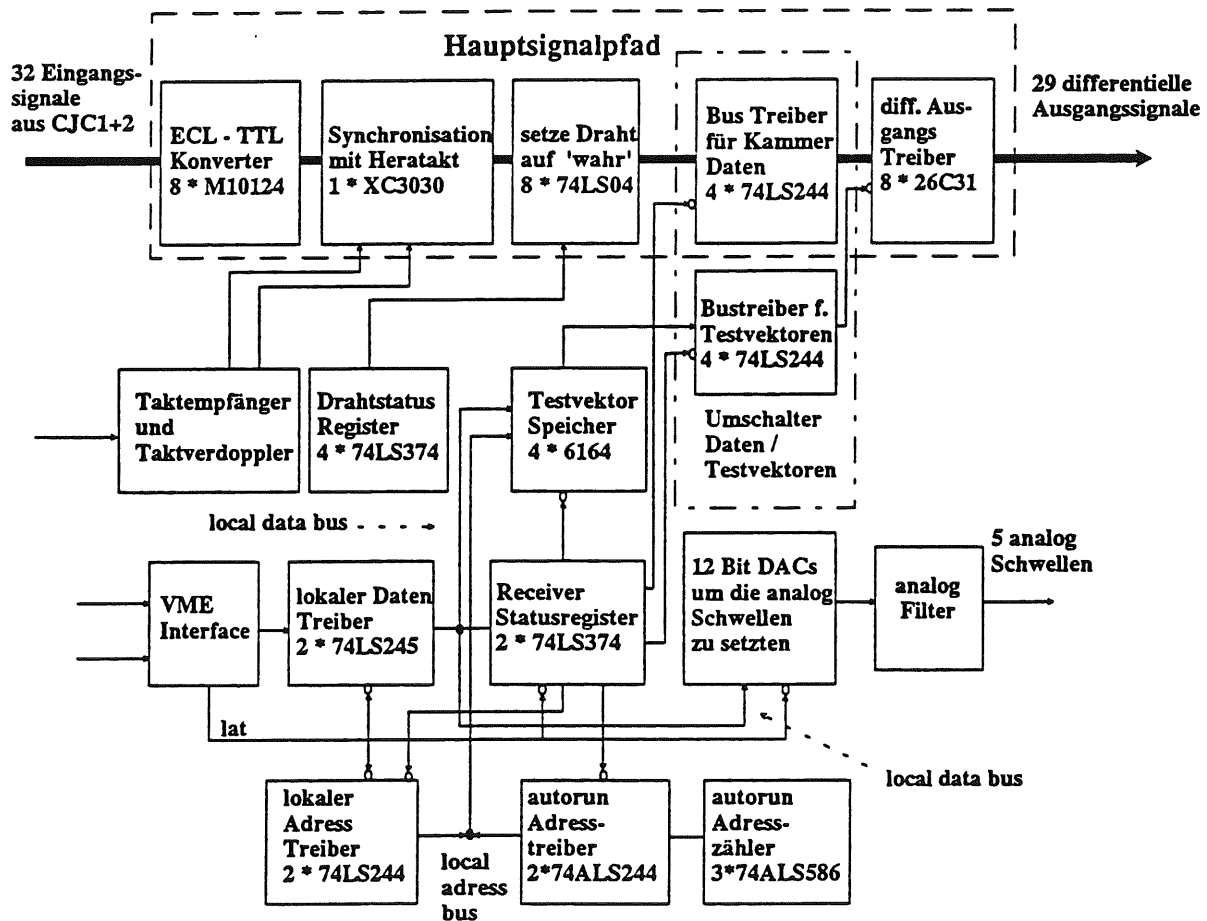 Hauptsignalpfad
32 Eingangs-
signale
aus CJC1+2
ECL - TTL
Konverter
8 * M10124
Synchronisation
mit Heratakt
1 * XC3030
setze Draht
auf 'wahr'
8 * 74LS04
Bus Treiber
für Kammer
Daten
4 * 74LS244
diff. Aus-
gangs
Treiber
8 * 26C31
29 differentielle
Ausgangssignale
Taktempfänger
und
Taktverdoppler
Drahtstatus
Register
4 * 74LS374
Testvektor
Speicher
4 * 6164
Bustreiber f.
Testvektoren
4 * 74LS244
Umschalter
Daten /
Testvektoren
local data bus
VME
Interface
lokaler Daten
Treiber
2 * 74LS245
Receiver
Statusregister
2 * 74LS374
12 Bit DACs
um die analog
Schwellen
zu setzten
analog
Filter
5 analog
Schwellen
lat
local data bus
lokaler
Adress
Treiber
2 * 74LS244
local
adress
bus
autorun
Adress-
treiber
2*74ALS244
autorun
Adress-
zähler
3*74ALS586